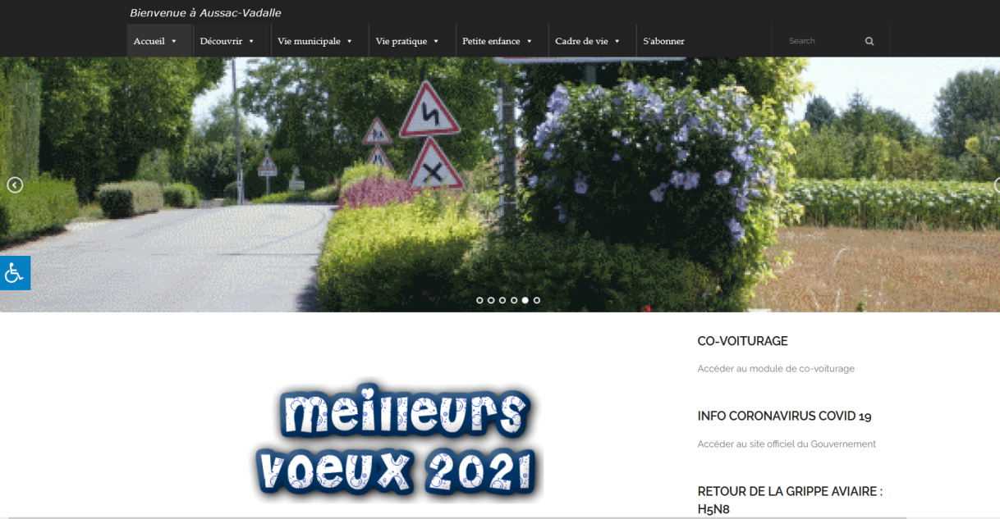 Bienvenue à Aussac-Vadalle
Accueil Découvrir Vie municipale Vie pratique Petite enfance Cadre de vie S'abonner Search
CO-VOITURAGE
Accéder au module de co-voiturage
meilleurs
voeux 2021
INFO CORONAVIRUS COVID 19
Accéder au site officiel du Gouvernement
RETOUR DE LA GRIPPE AVIAIRE :
H5N8